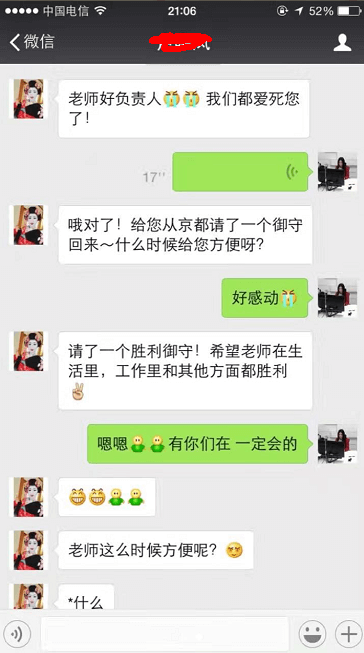 中国电信
21:06
52%
微信
老师好负责人😭😭 我们都爱死您
了！
17''
哦对了！给您从京都请了一个御守
回来～什么时候给您方便呀？
好感动😭
请了一个胜利御守！希望老师在生
活里，工作里和其他方面都胜利
✌
嗯嗯 有你们在 一定会的
😁😁
老师这么时候方便呢？
*什么